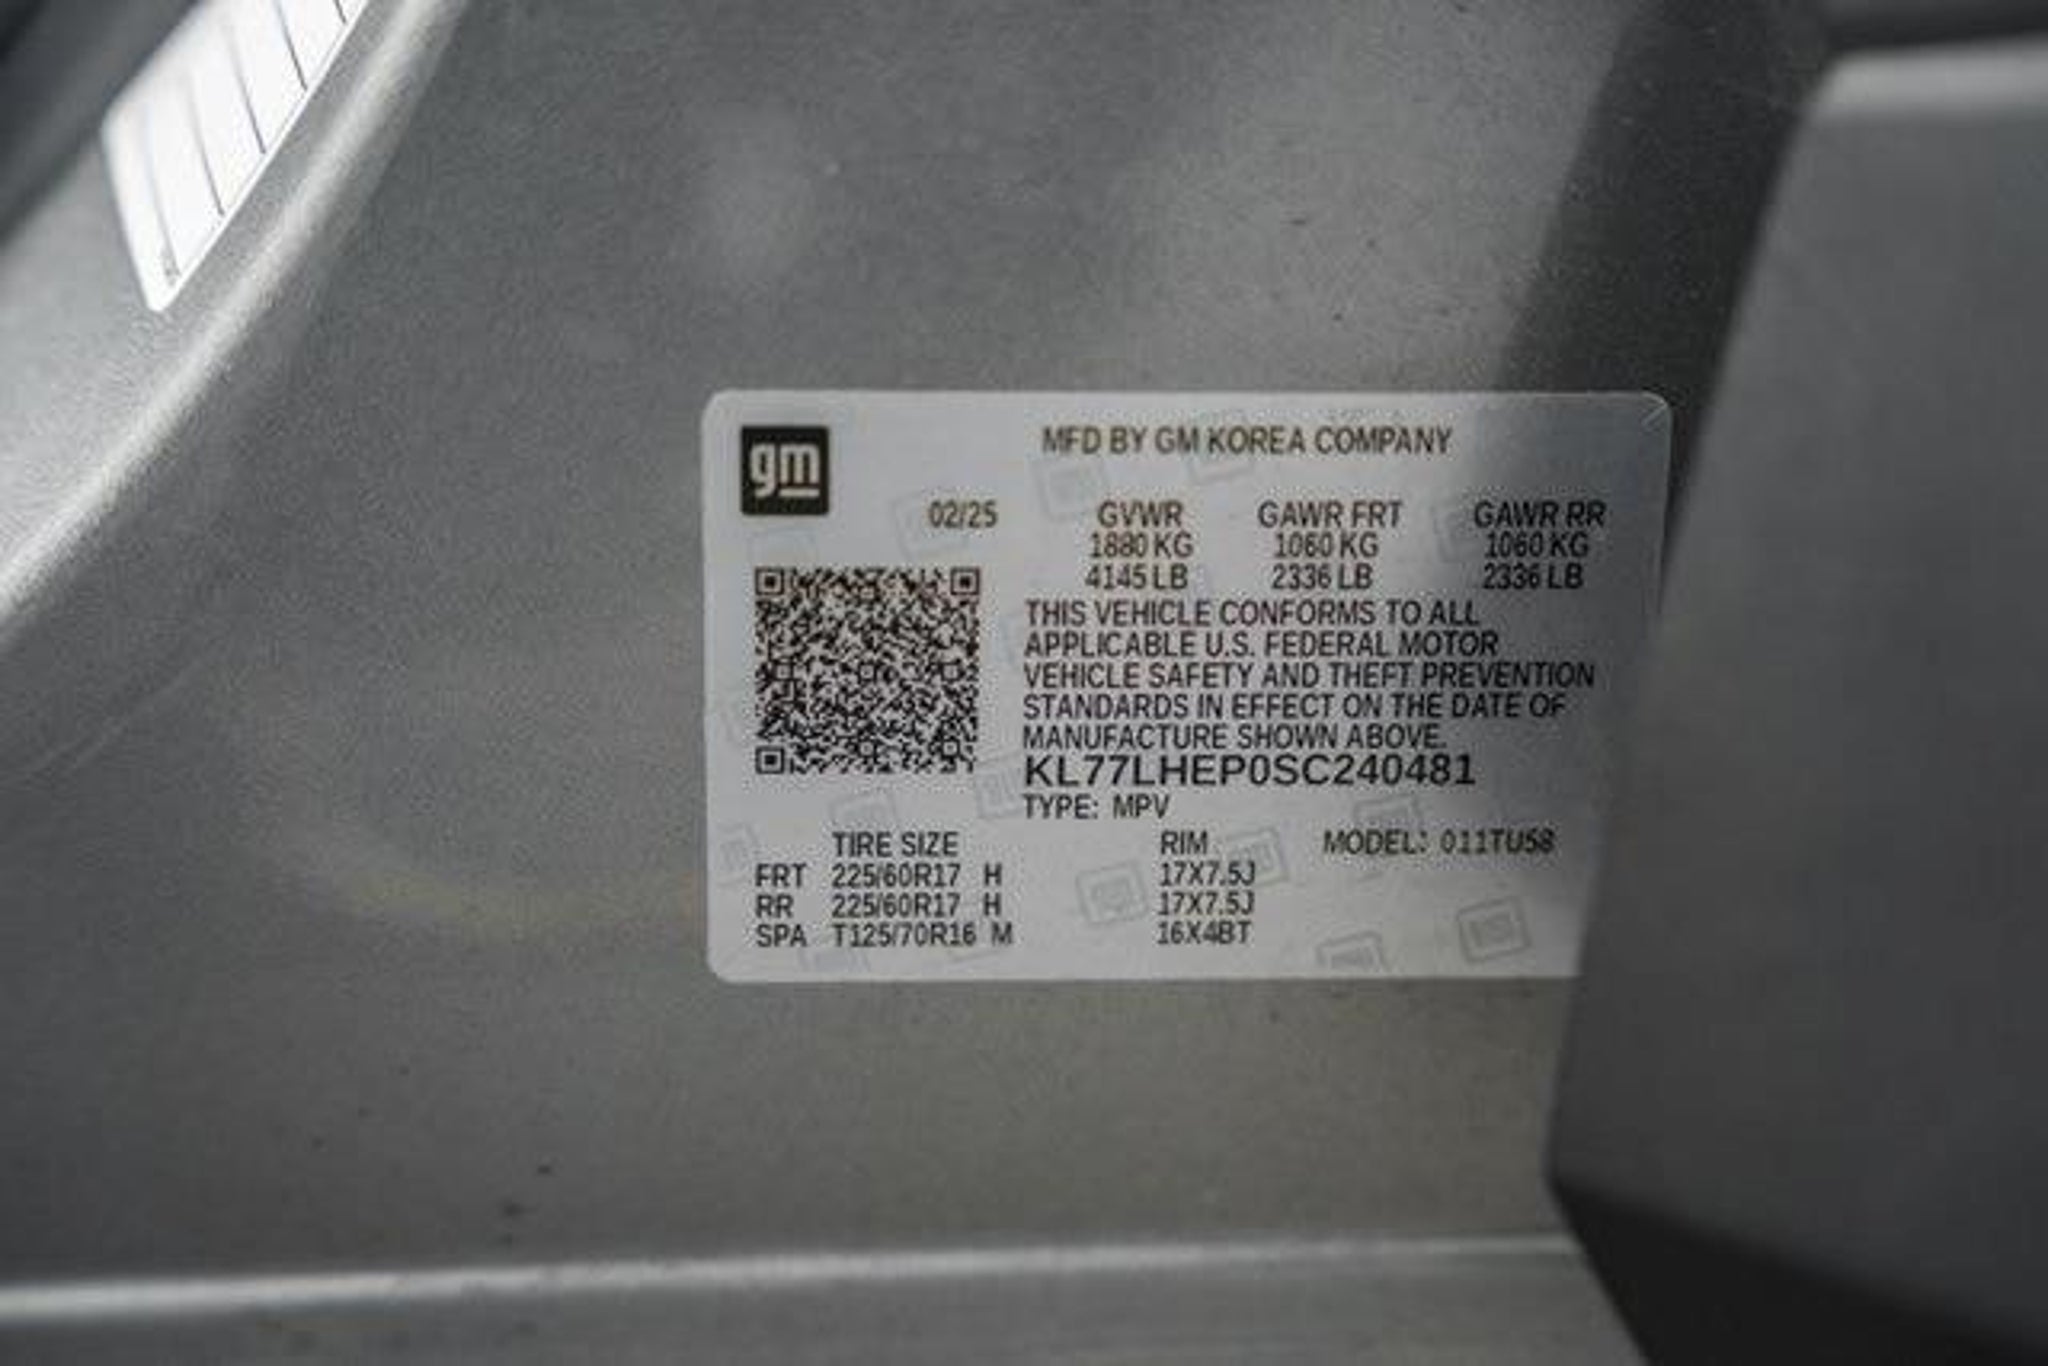 gm
MFD BY GM KOREA COMPANY
02/25 GVWR GAWR FRT GAWR RR
1880 KG 1060 KG 1060 KG
4145 LB 2336 LB 2336 LB
THIS VEHICLE CONFORMS TO ALL
APPLICABLE U.S. FEDERAL MOTOR
VEHICLE SAFETY AND THEFT PREVENTION
STANDARDS IN EFFECT ON THE DATE OF
MANUFACTURE SHOWN ABOVE.
KL77LHEP0SC240481
TYPE: MPV
TIRE SIZE RIM MODEL: 011TU58
FRT 225/60R17 H 17X7.5J
RR 225/60R17 H 17X7.5J
SPA T125/70R16 M 16X4BT